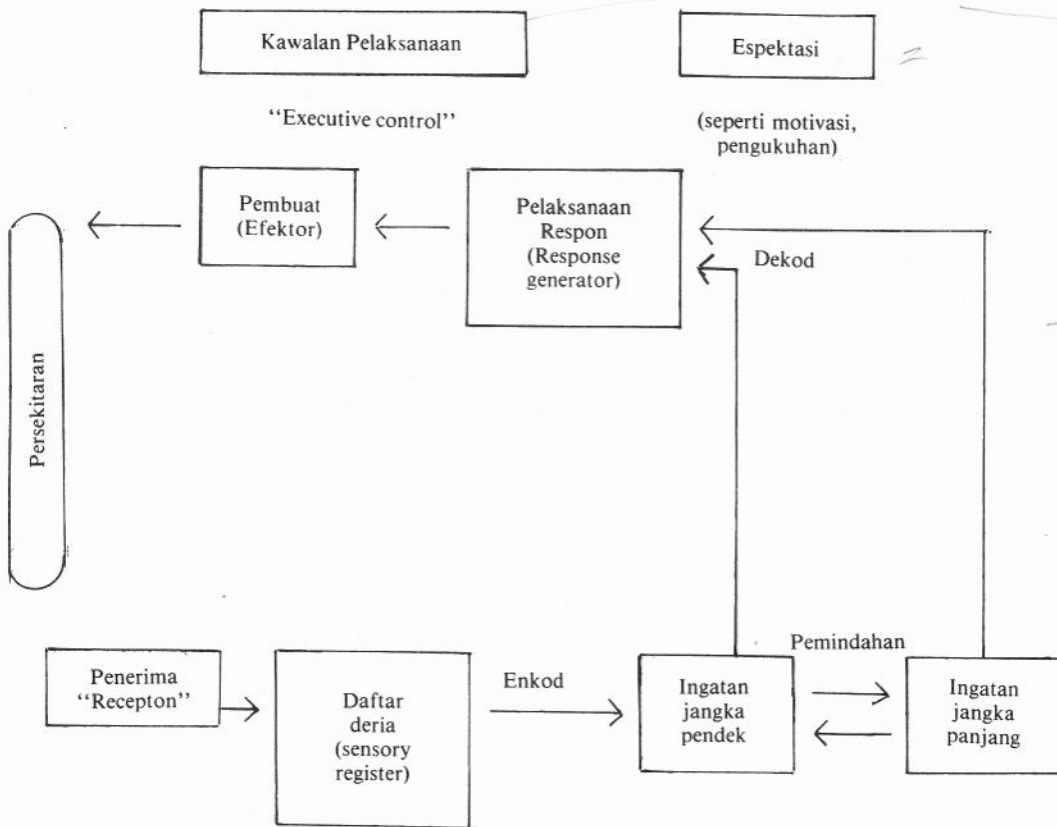 Kawalan Pelaksanaan
Espektasi
“Executive control”
(seperti motivasi,
pengukuhan)
Pembuat
(Efektor)
Pelaksanaan
Respon
(Response
generator)
Dekod
Persekitaran
Pemindahan
Penerima
“Recepton”
Daftar
deria
(sensory
register)
Enkod
Ingatan
jangka
pendek
Ingatan
jangka
panjang